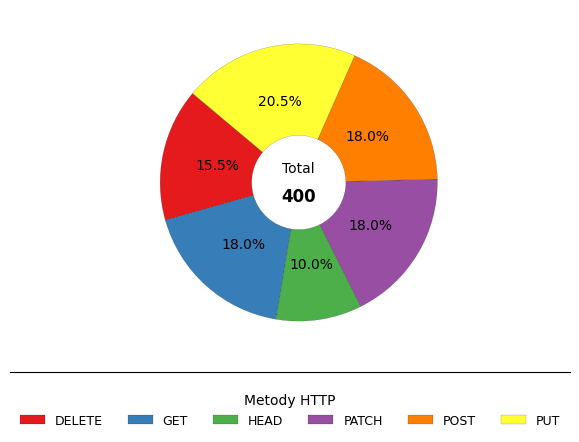 20.5%
18.0%
15.5%
Total
400
18.0%
18.0%
10.0%
Metody HTTP
DELETE GET HEAD PATCH POST PUT